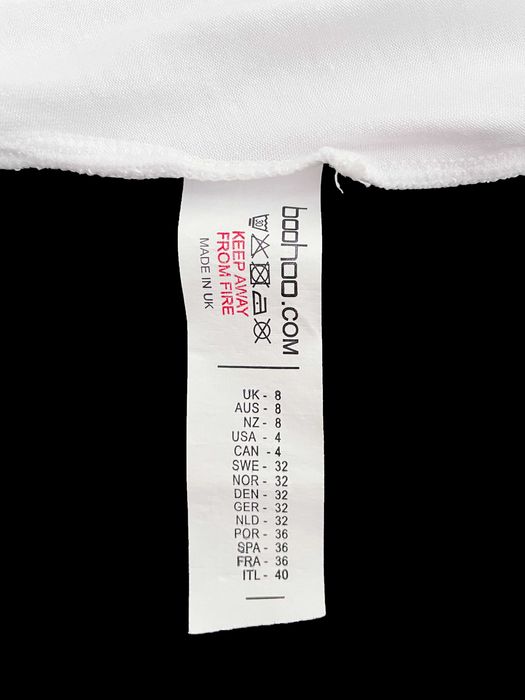 boohoo.COM
30
KEEP AWAY
FROM FIRE
MADE IN UK
UK - 8
AUS - 8
NZ - 8
USA - 4
CAN - 4
SWE - 32
NOR - 32
DEN - 32
GER - 32
NLD - 32
POR - 36
SPA - 36
FRA - 36
ITL - 40